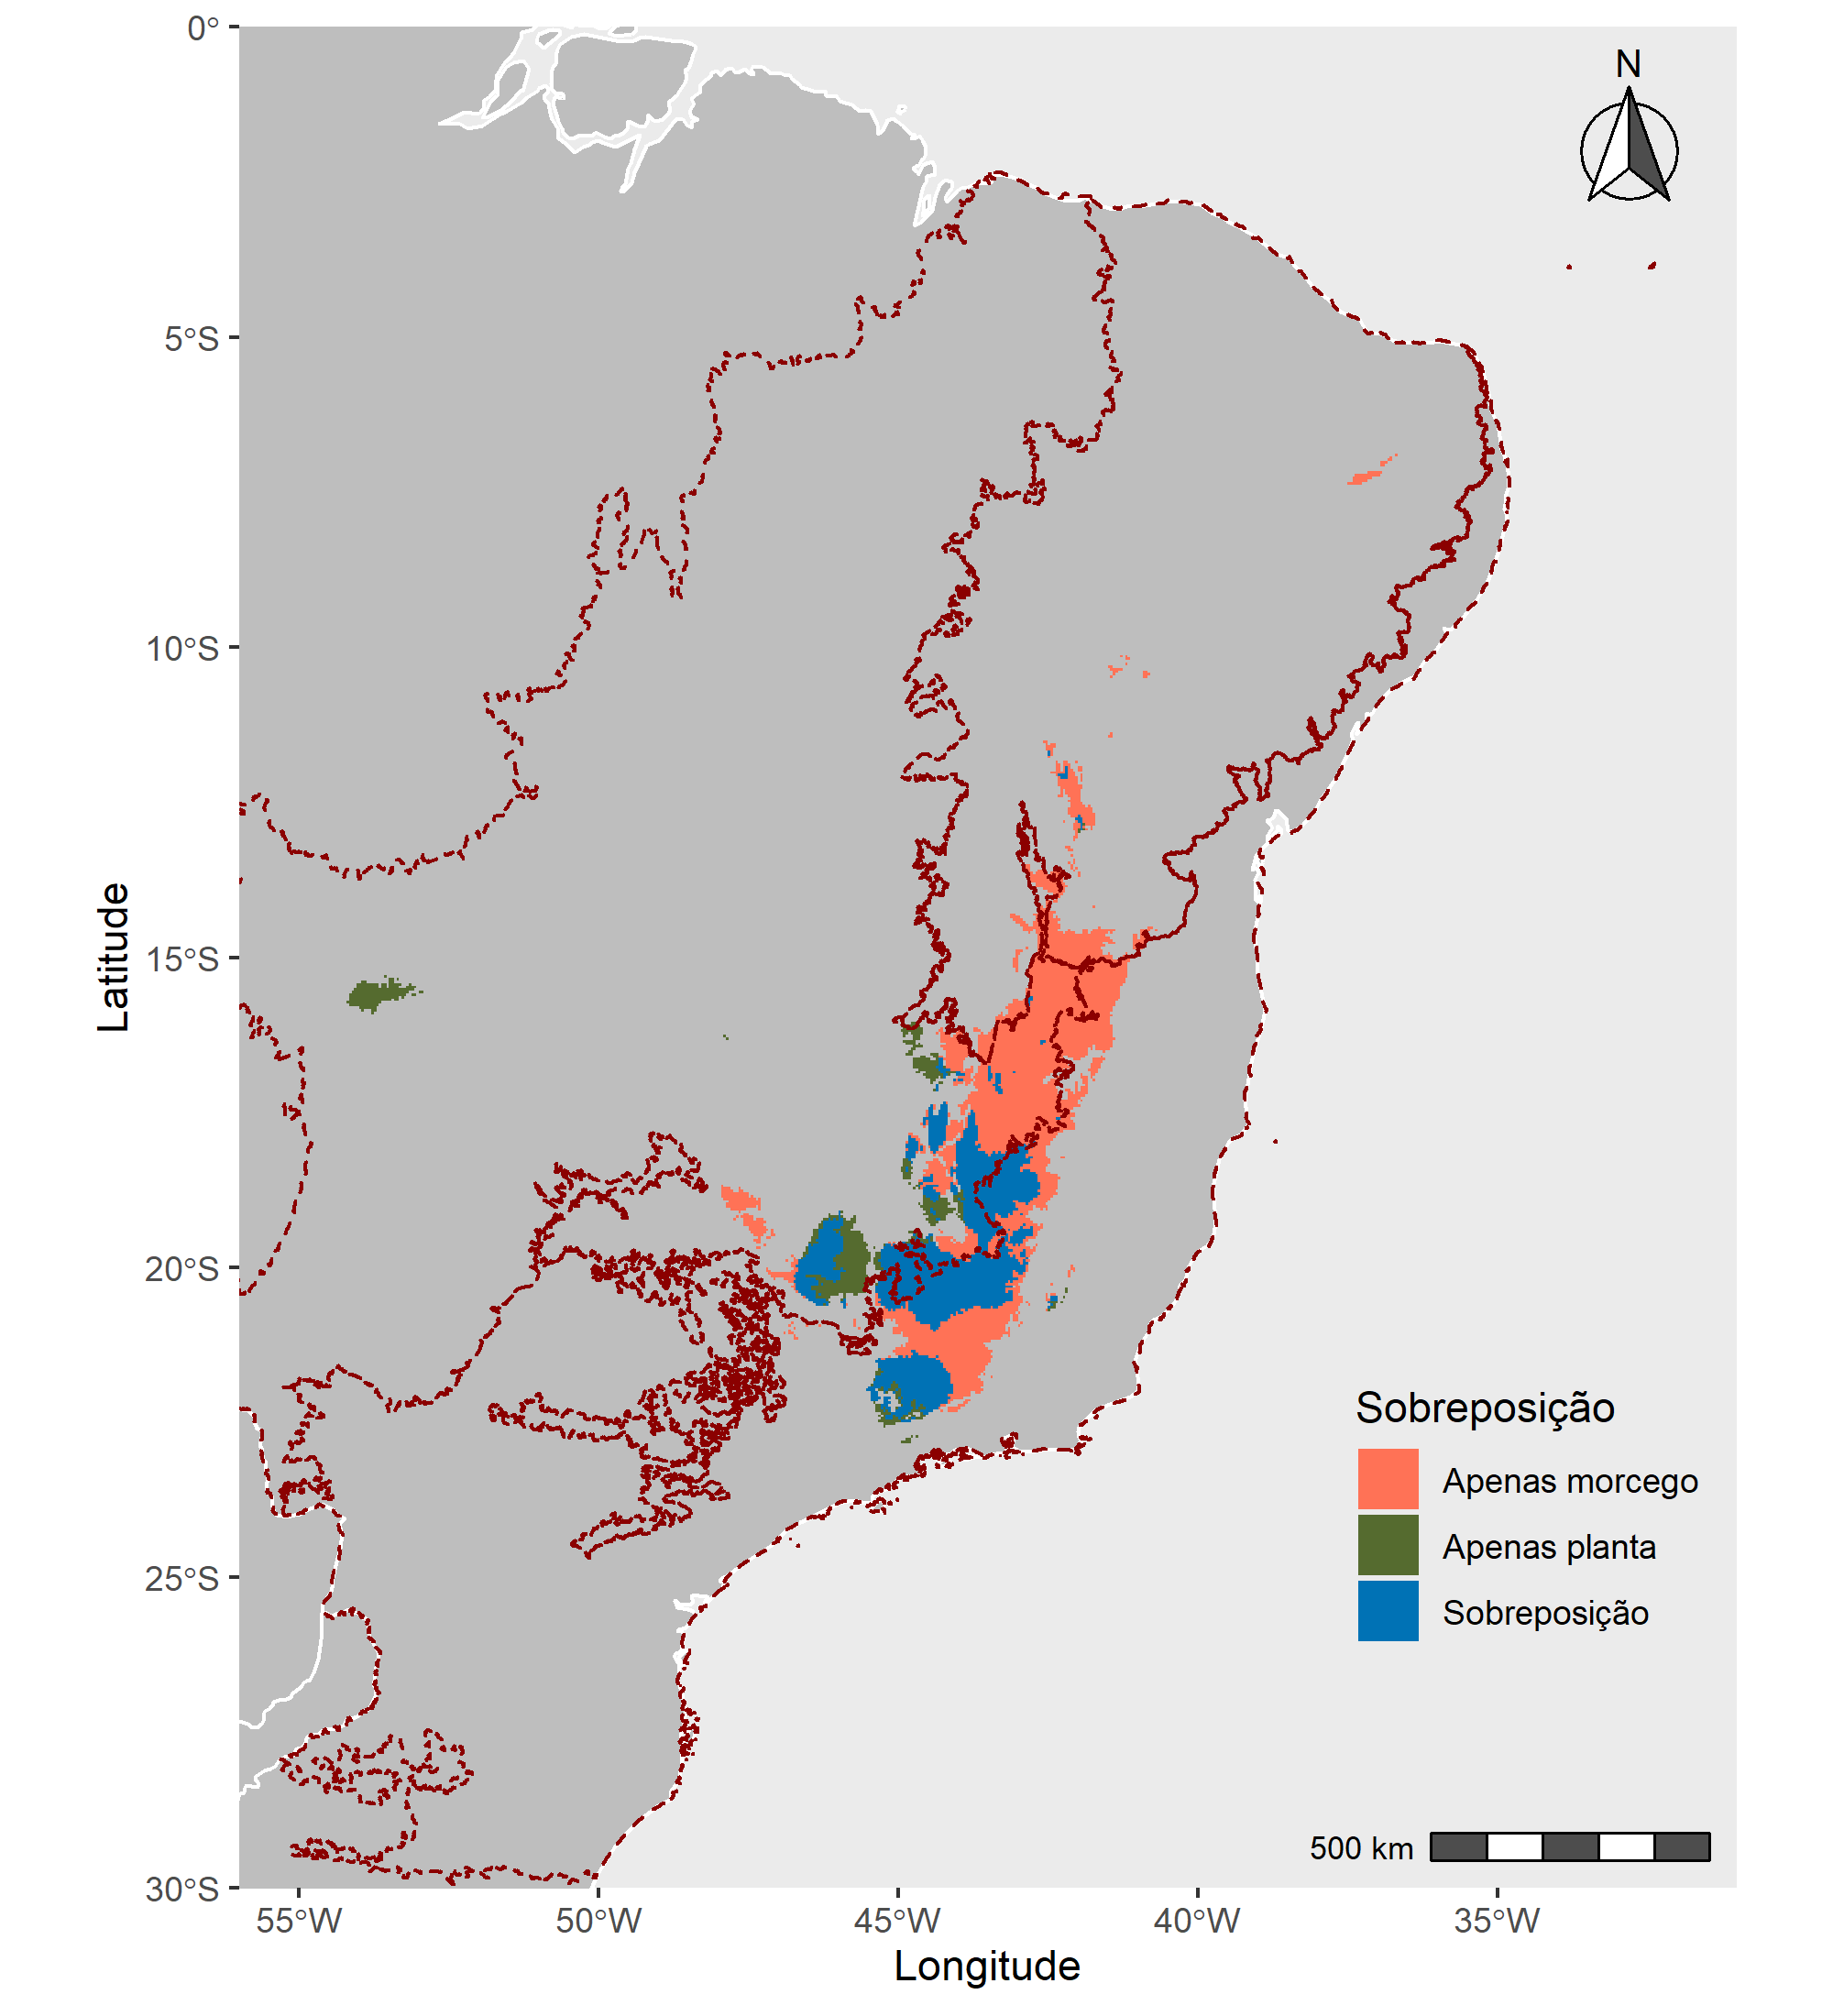 0°
N
5°S
10°S
15°S
20°S
25°S
30°S
Latitude
Sobreposição
Apenas morcego
Apenas planta
Sobreposição
500 km
55°W
50°W
45°W
40°W
35°W
Longitude